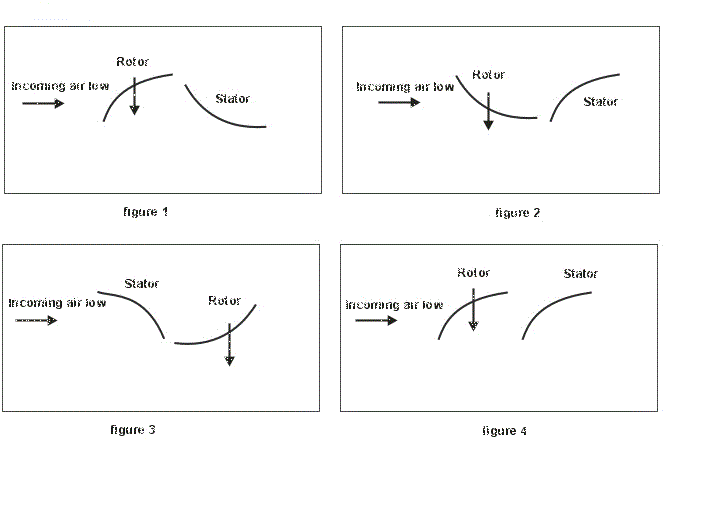 Rotor
Incoming air low
Stator
figure 1
Rotor
Incoming air low
Stator
figure 2
Stator
Rotor
Incoming air low
figure 3
Rotor
Stator
Incoming air low
figure 4